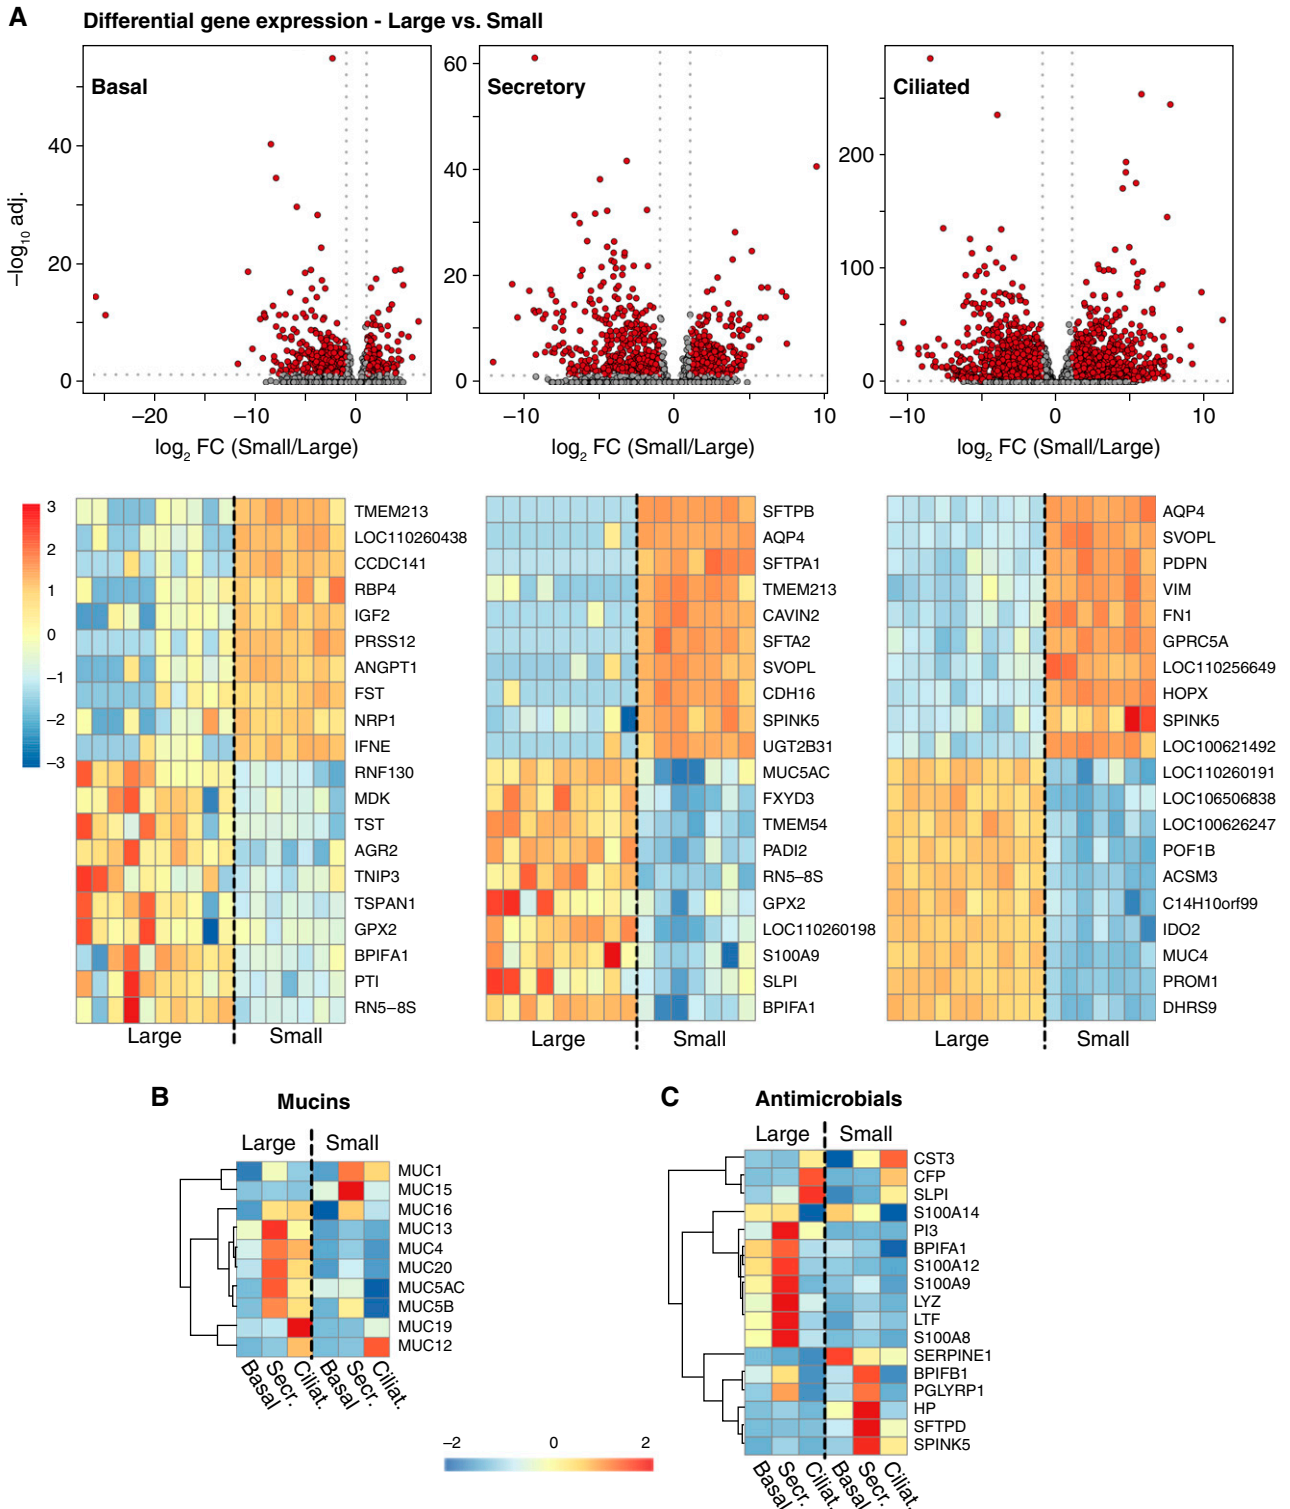 A
Differential gene expression - Large vs. Small
Basal
Secretory
Ciliated
−log10 adj.
40
20
0
−20
−10
0
log2 FC (Small/Large)
60
40
20
0
−10
0
10
log2 FC (Small/Large)
200
100
0
−10
0
10
log2 FC (Small/Large)
3
2
1
0
−1
−2
−3
TMEM213
LOC110260438
CCDC141
RBP4
IGF2
PRSS12
ANGPT1
FST
NRP1
IFNE
RNF130
MDK
TST
AGR2
TNIP3
TSPAN1
GPX2
BPIFA1
PTI
RN5−8S
Large
Small
SFTPB
AQP4
SFTPA1
TMEM213
CAVIN2
SFTA2
SVOPL
CDH16
SPINK5
UGT2B31
MUC5AC
FXYD3
TMEM54
PADI2
RN5−8S
GPX2
LOC110260198
S100A9
SLPI
BPIFA1
Large
Small
AQP4
SVOPL
PDPN
VIM
FN1
GPRC5A
LOC110256649
HOPX
SPINK5
LOC100621492
LOC110260191
LOC106506838
LOC100626247
POF1B
ACSM3
C14H10orf99
IDO2
MUC4
PROM1
DHRS9
Large
Small
B
Mucins
Large
Small
MUC1
MUC15
MUC16
MUC13
MUC4
MUC20
MUC5AC
MUC5B
MUC19
MUC12
Basal
Secr.
Ciliat.
Basal
Secr.
Ciliat.
−2
0
2
C
Antimicrobials
Large
Small
CST3
CFP
SLPI
S100A14
PI3
BPIFA1
S100A12
S100A9
LYZ
LTF
S100A8
SERPINE1
BPIFB1
PGLYRP1
HP
SFTPD
SPINK5
Basal
Secr.
Ciliat.
Basal
Secr.
Ciliat.